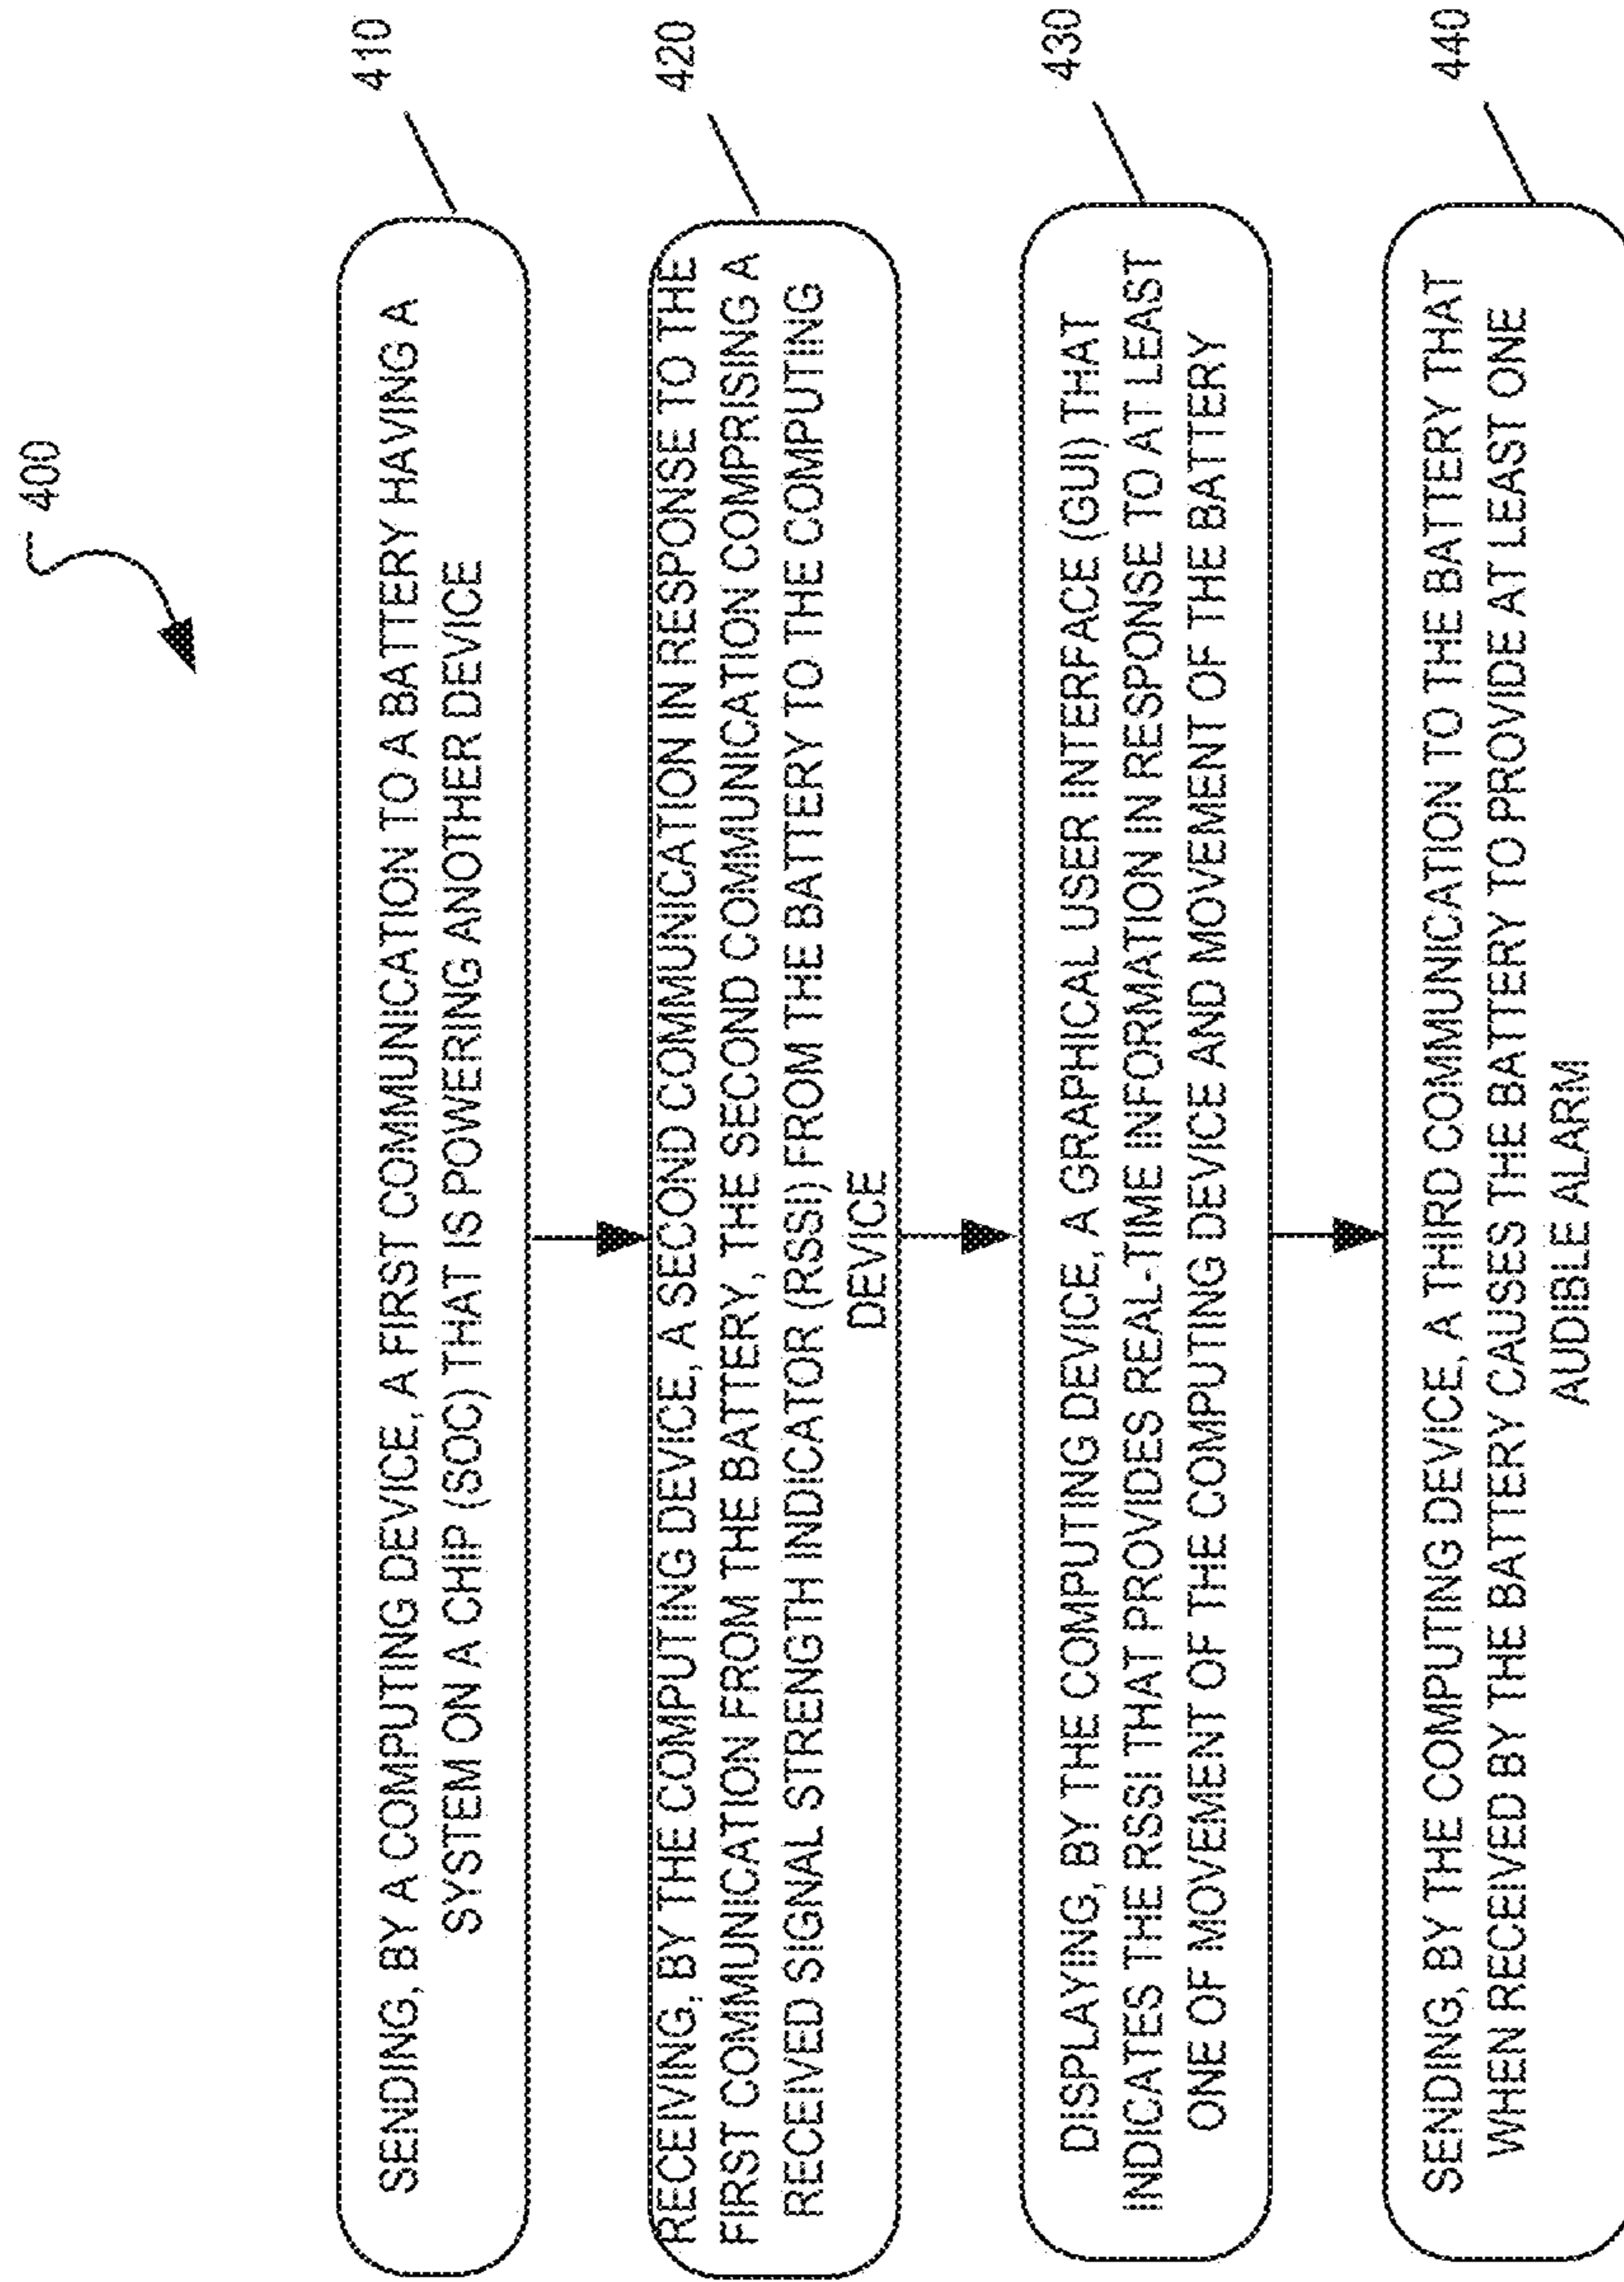 400
410
SENDING, BY A COMPUTING DEVICE, A FIRST COMMUNICATION TO A BATTERY HAVING A
SYSTEM ON A CHIP (SOC) THAT IS POWERING ANOTHER DEVICE
420
RECEIVING, BY THE COMPUTING DEVICE, A SECOND COMMUNICATION IN RESPONSE TO THE
FIRST COMMUNICATION FROM THE BATTERY, THE SECOND COMMUNICATION COMPRISING A
RECEIVED SIGNAL STRENGTH INDICATOR (RSSI) FROM THE BATTERY TO THE COMPUTING
DEVICE
430
DISPLAYING, BY THE COMPUTING DEVICE, A GRAPHICAL USER INTERFACE (GUI) THAT
INDICATES THE RSSI THAT PROVIDES REAL-TIME INFORMATION IN RESPONSE TO AT LEAST
ONE OF MOVEMENT OF THE COMPUTING DEVICE AND MOVEMENT OF THE BATTERY
440
SENDING, BY THE COMPUTING DEVICE, A THIRD COMMUNICATION TO THE BATTERY THAT
WHEN RECEIVED BY THE BATTERY CAUSES THE BATTERY TO PROVIDE AT LEAST ONE
AUDIBLE ALARM